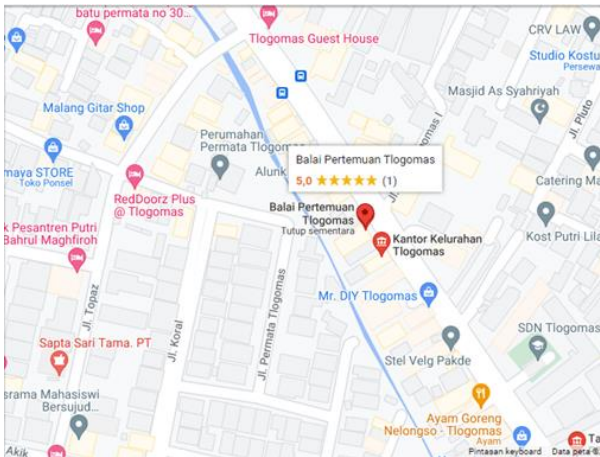 batu permata no 30...
Tlogomas Guest House
CRV LAW
Studio Kostu
Persewa
Malang Gitar Shop
Masjid As Syahriyah
Jl. Pluto
Perumahan
Permata Tlogomas
maya STORE
Toko Ponsel
Balai Pertemuan Tlogomas
5,0 (1)
RedDoorz Plus
@ Tlogomas
Catering Ma
Balai Pertemuan
Tlogomas
Tutup sementara
k Pesantren Putri
Bahrul Maghfiroh
Kantor Kelurahan
Tlogomas
Kost Putri Lila
Jl. Topaz
Jl. Koral
Jl. Permata Tlogomas
Mr. DIY Tlogomas
SDN Tlogomas
Sapta Sari Tama. PT
Stel Velg Pakde
srama Mahasiswi
Bersujud...
Ayam Goreng
Nelongso - Tlogomas
Ayam
Akik
Pintasan keyboard
Data peta